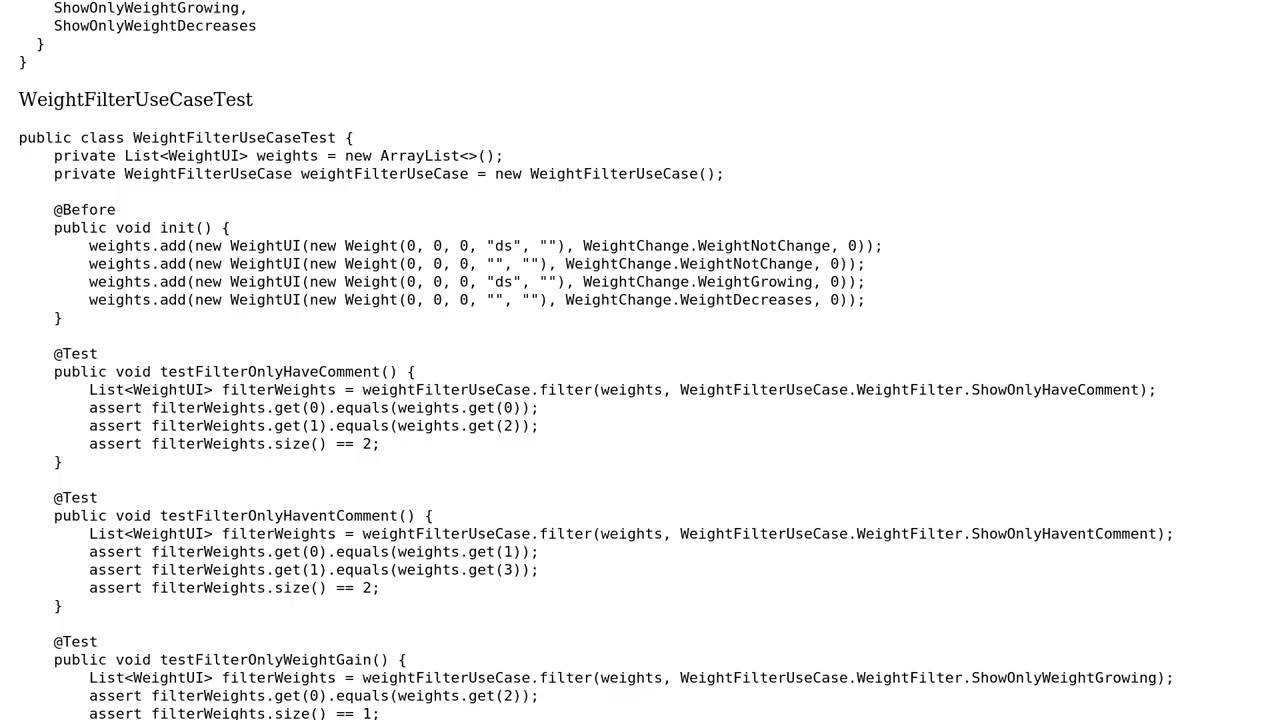 ShowOnlyWeightGrowing,
    ShowOnlyWeightDecreases
  }
}
WeightFilterUseCaseTest
public class WeightFilterUseCaseTest {
    private List<WeightUI> weights = new ArrayList<>();
    private WeightFilterUseCase weightFilterUseCase = new WeightFilterUseCase();
    @Before
    public void init() {
        weights.add(new WeightUI(new Weight(0, 0, 0, "ds", ""), WeightChange.WeightNotChange, 0));
        weights.add(new WeightUI(new Weight(0, 0, 0, "", ""), WeightChange.WeightNotChange, 0));
        weights.add(new WeightUI(new Weight(0, 0, 0, "ds", ""), WeightChange.WeightGrowing, 0));
        weights.add(new WeightUI(new Weight(0, 0, 0, "", ""), WeightChange.WeightDecreases, 0));
    }
    @Test
    public void testFilterOnlyHaveComment() {
        List<WeightUI> filterWeights = weightFilterUseCase.filter(weights, WeightFilterUseCase.WeightFilter.ShowOnlyHaveComment);
        assert filterWeights.get(0).equals(weights.get(0));
        assert filterWeights.get(1).equals(weights.get(2));
        assert filterWeights.size() == 2;
    }
    @Test
    public void testFilterOnlyHaventComment() {
        List<WeightUI> filterWeights = weightFilterUseCase.filter(weights, WeightFilterUseCase.WeightFilter.ShowOnlyHaventComment);
        assert filterWeights.get(0).equals(weights.get(1));
        assert filterWeights.get(1).equals(weights.get(3));
        assert filterWeights.size() == 2;
    }
    @Test
    public void testFilterOnlyWeightGain() {
        List<WeightUI> filterWeights = weightFilterUseCase.filter(weights, WeightFilterUseCase.WeightFilter.ShowOnlyWeightGrowing);
        assert filterWeights.get(0).equals(weights.get(2));
        assert filterWeights.size() == 1;